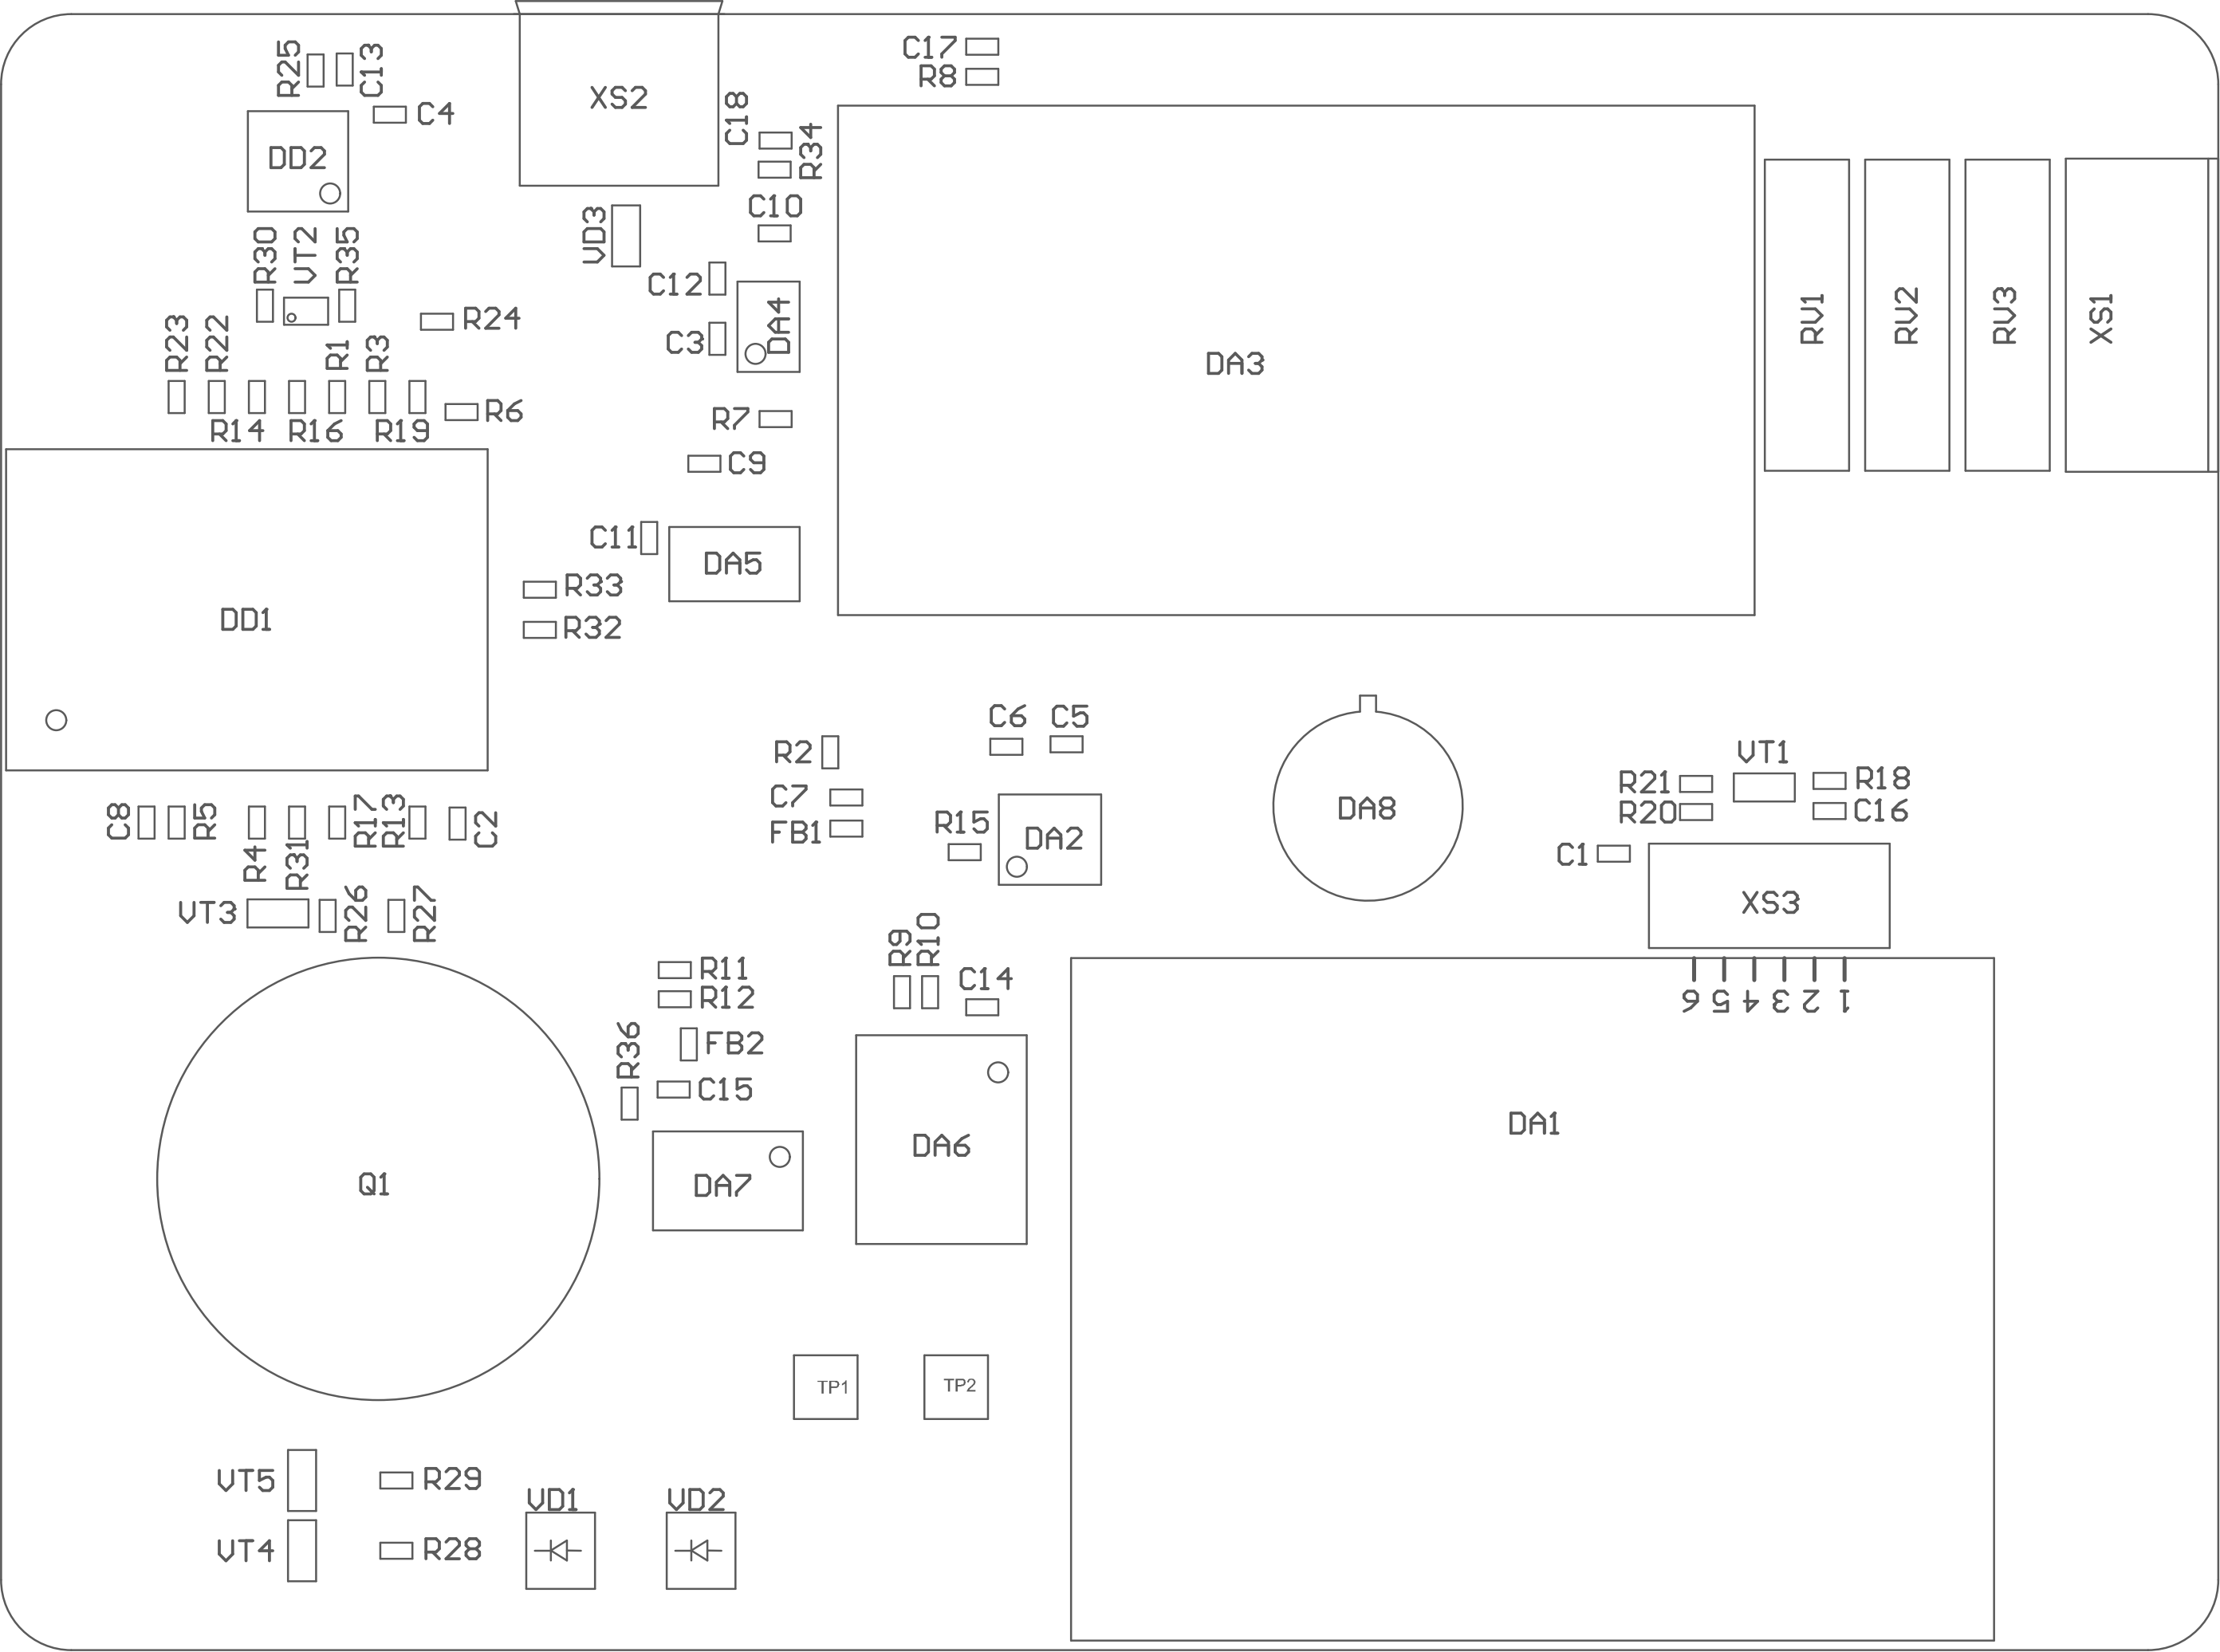 R25
C13
C17
R8
C4
XS2
C18
R34
DD2
C10
R30
VT2
R35
VD3
C12
DA4
RV1
RV2
RV3
XS1
R23
R22
R1
R3
R24
C3
DA3
R14
R16
R19
R6
R7
C9
C11
DA5
R33
R32
DD1
C6
C5
R2
C7
FB1
R15
DA2
DA8
VT1
R21
R18
R20
C16
C1
C8
R5
R4
R31
R17
R13
C2
VT3
R26
R27
XS3
R9
R10
R11
R12
C14
6 5 4 3 2 1
R36
FB2
C15
DA1
DA6
Q1
DA7
TP1
TP2
VT5
R29
VD1
VD2
VT4
R28